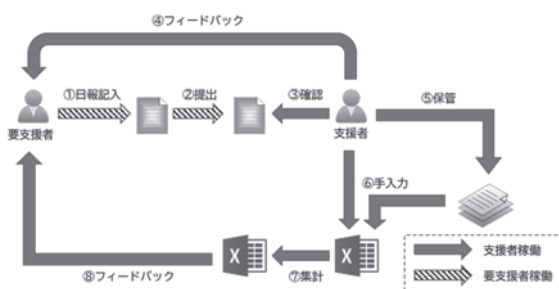 ④フィードバック
①日報記入
②提出
③確認
⑤保管
要支援者
支援者
⑥手入力
X
X
⑦集計
⑧フィードバック
支援者稼働
要支援者稼働